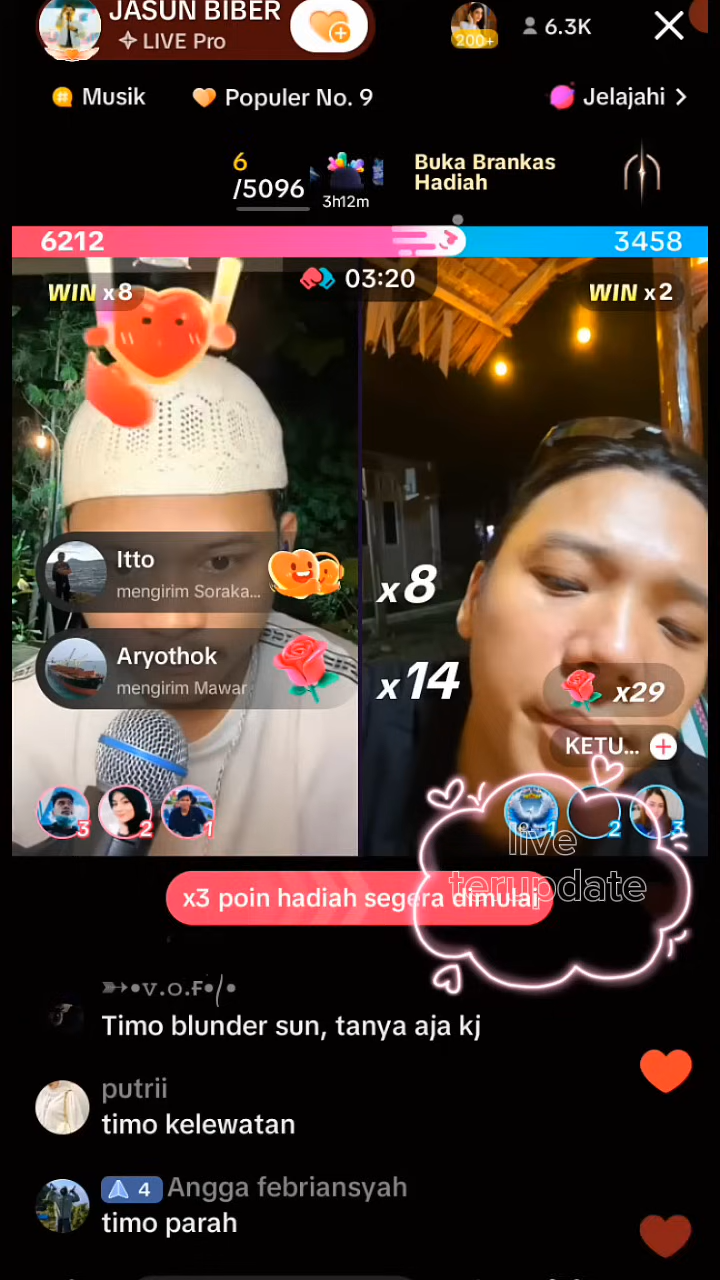 JASUN BIBER
LIVE Pro
200+
6.3K
Musik
Populer No. 9
Jelajahi
6
/5096
3h12m
Buka Brankas
Hadiah
6212
3458
WIN x8
03:20
WIN x2
Itto
mengirim Soraka...
x8
Aryothok
mengirim Mawar
x14
x29
KETU...
3
2
1
1
2
3
live
terupdate
x3 poin hadiah segera dimulai
➳•v.o.₣•/•
Timo blunder sun, tanya aja kj
putrii
timo kelewatan
4 Angga febriansyah
timo parah